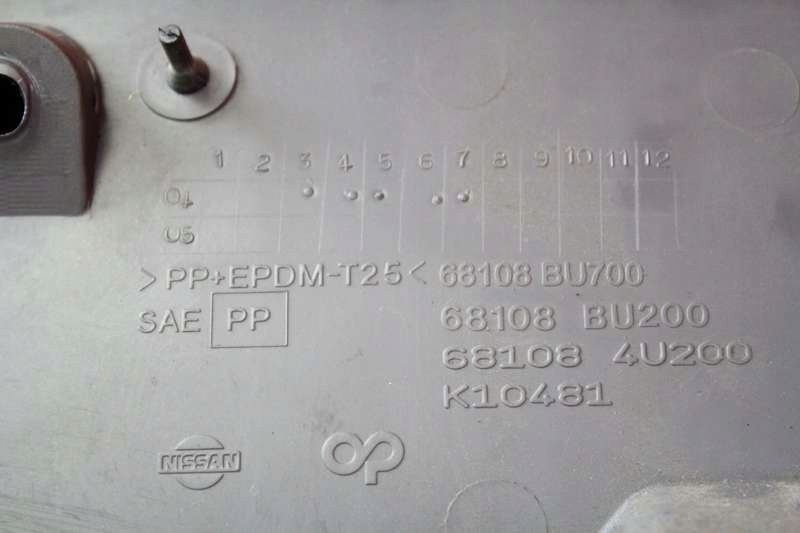 1 2 3 4 5 6 7 8 9 10 11 12
04
05
>PP+EPDM-T25< 68108 BU700
SAE PP 68108 BU200
68108 4U200
K10481
NISSAN